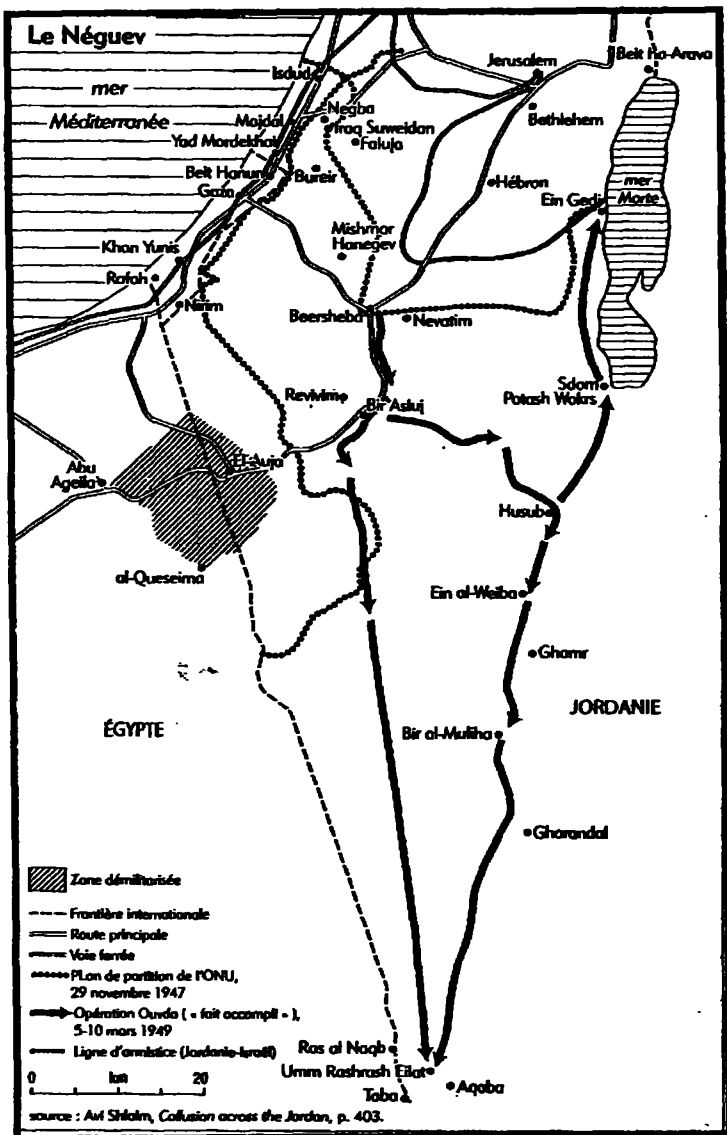 Le Néguev
mer
Méditerranée
Isdud
Jerusalem
Beit ha-Arava
Majdal
Negba
Iraq Suweidan
Faluja
Bethlehem
Yad Mordekhai
Beit Hanun
Bureir
Gaza
Hébron
Ein Gedi
mer
Morte
Khan Yunis
Mishmar
Hanegev
Rafah
Nirim
Beersheba
Nevatim
Revivim
Bir Asluj
Sdom
Potash Wokrs
El-Auja
Abu
Ageila
Husub
al-Queseima
Ein al-Weiba
Ghamr
ÉGYPTE
JORDANIE
Bir al-Muliha
Gharandal
Zone démilitarisée
Frontière internationale
Route principale
Voie ferrée
PLan de partition de l'ONU,
29 novembre 1947
Opération Ouvda (« fait accompli »),
5-10 mars 1949
Ligne d'armistice (Jordanie-Israël)
0 km 20
Ras al Naqb
Umm Rashrash Eilat
Taba
Aqaba
source : Avi Shlaim, Collusion across the Jordan, p. 403.